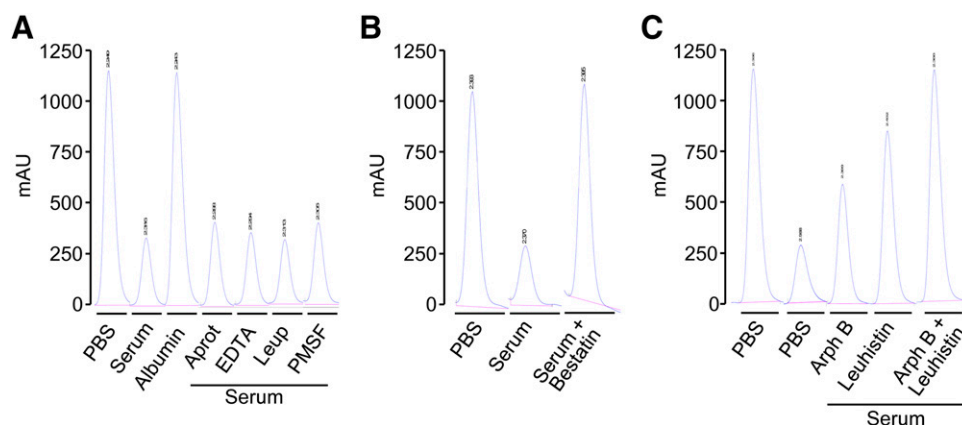 A
B
C
1250
1000
750
500
250
0
mAU
PBS
Serum
Albumin
Aprot
EDTA
Leup
PMSF
Serum
1250
1000
750
500
250
0
mAU
2.370
PBS
Serum
Serum +
Bestatin
1250
1000
750
500
250
0
mAU
PBS
PBS
Arph B
Leuhistin
Arph B +
Leuhistin
Serum